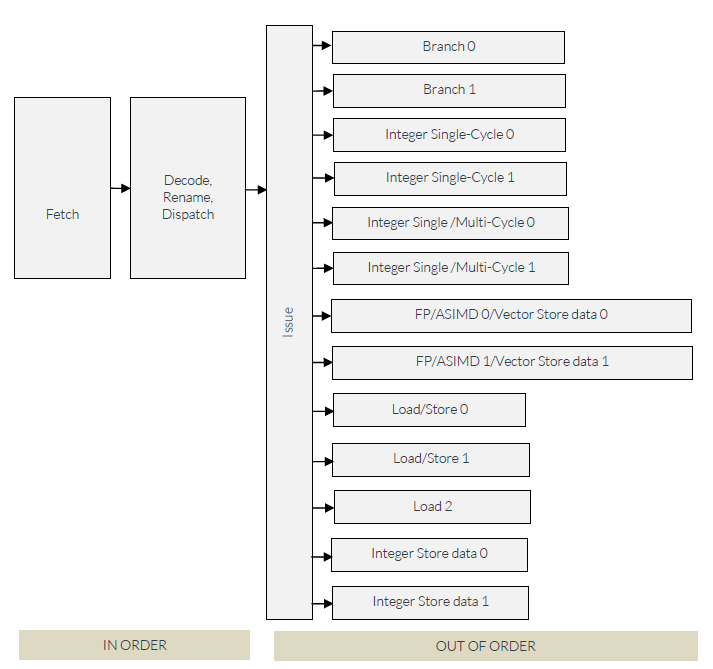 Fetch
Decode,
Rename,
Dispatch
Issue
Branch 0
Branch 1
Integer Single-Cycle 0
Integer Single-Cycle 1
Integer Single /Multi-Cycle 0
Integer Single /Multi-Cycle 1
FP/ASIMD 0/Vector Store data 0
FP/ASIMD 1/Vector Store data 1
Load/Store 0
Load/Store 1
Load 2
Integer Store data 0
Integer Store data 1
IN ORDER
OUT OF ORDER